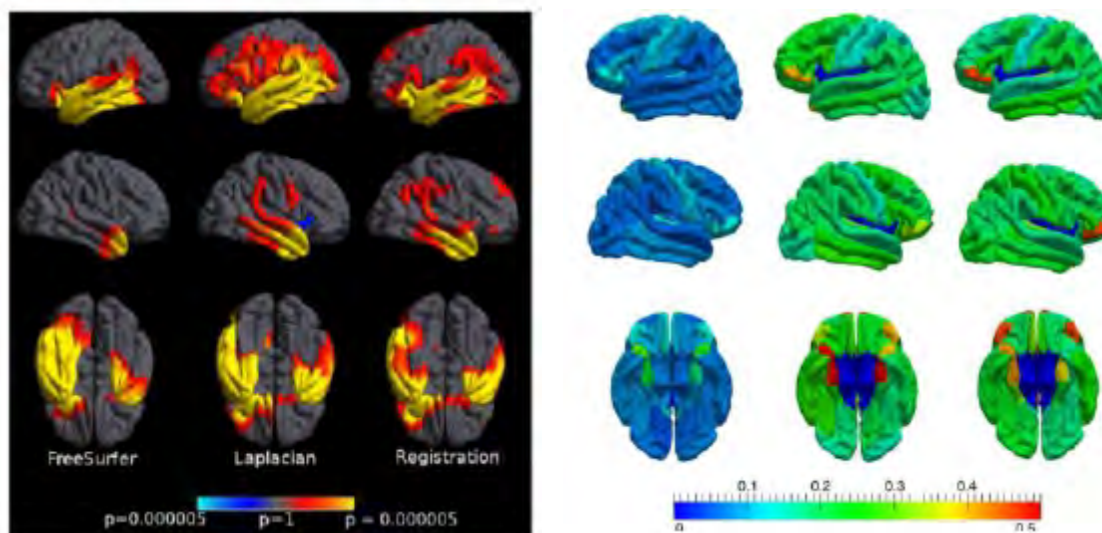 FreeSurfer Laplacian Registration
p=0.000005 p=1 p = 0.000005
0.1 0.2 0.3 0.4
0 0.5